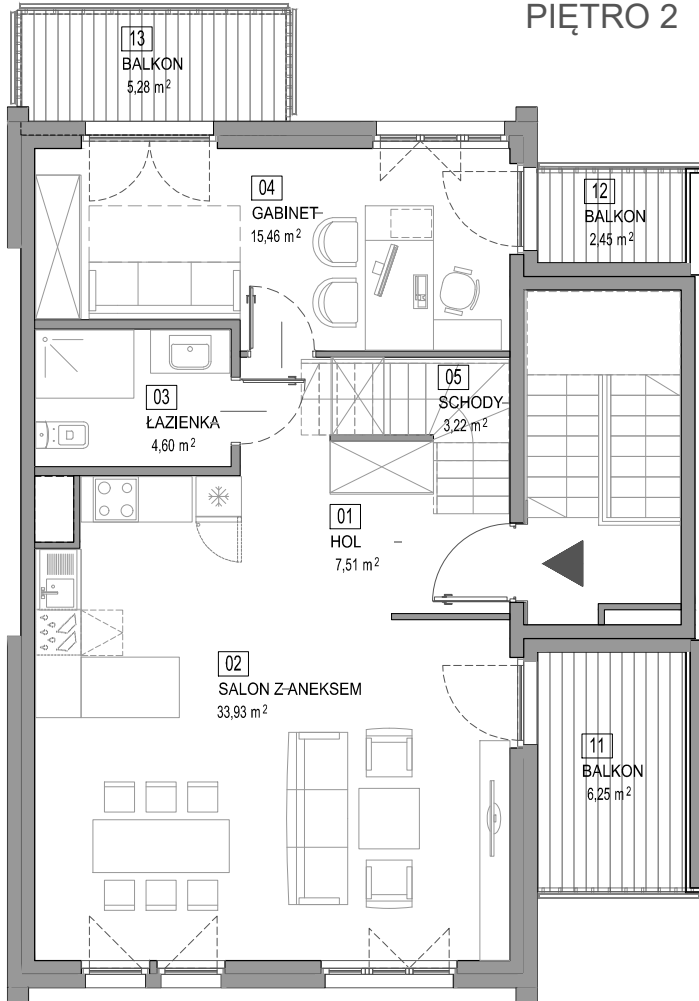 PIĘTRO 2
13
BALKON
5,28 m²
04
GABINET
15,46 m²
12
BALKON
2,45 m²
03
ŁAZIENKA
4,60 m²
05
SCHODY
3,22 m²
01
HOL
7,51 m²
02
SALON Z ANEKSEM
33,93 m²
11
BALKON
6,25 m²